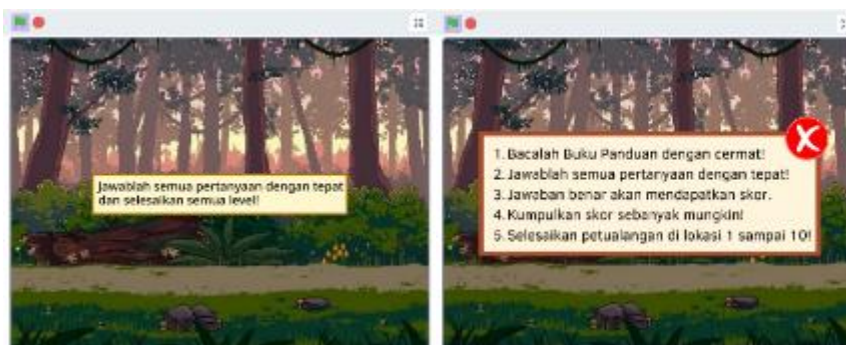 Jawablah semua pertanyaan dengan tepat
dan selesaikan semua level!
1. Bacalah Buku Panduan dengan cermat!
2. Jawablah semua pertanyaan dengan tepat!
3. Jawaban benar akan mendapatkan skor.
4. Kumpulkan skor sebanyak mungkin!
5. Selesaikan petualangan di lokasi 1 sampai 10!